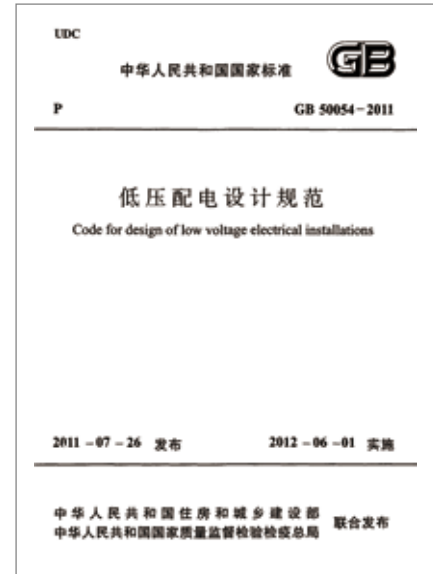 UDC
中华人民共和国国家标准 GB
P GB 50054-2011
低压配电设计规范
Code for design of low voltage electrical installations
2011-07-26 发布 2012-06-01 实施
中华人民共和国住房和城乡建设部
中华人民共和国国家质量监督检验检疫总局 联合发布